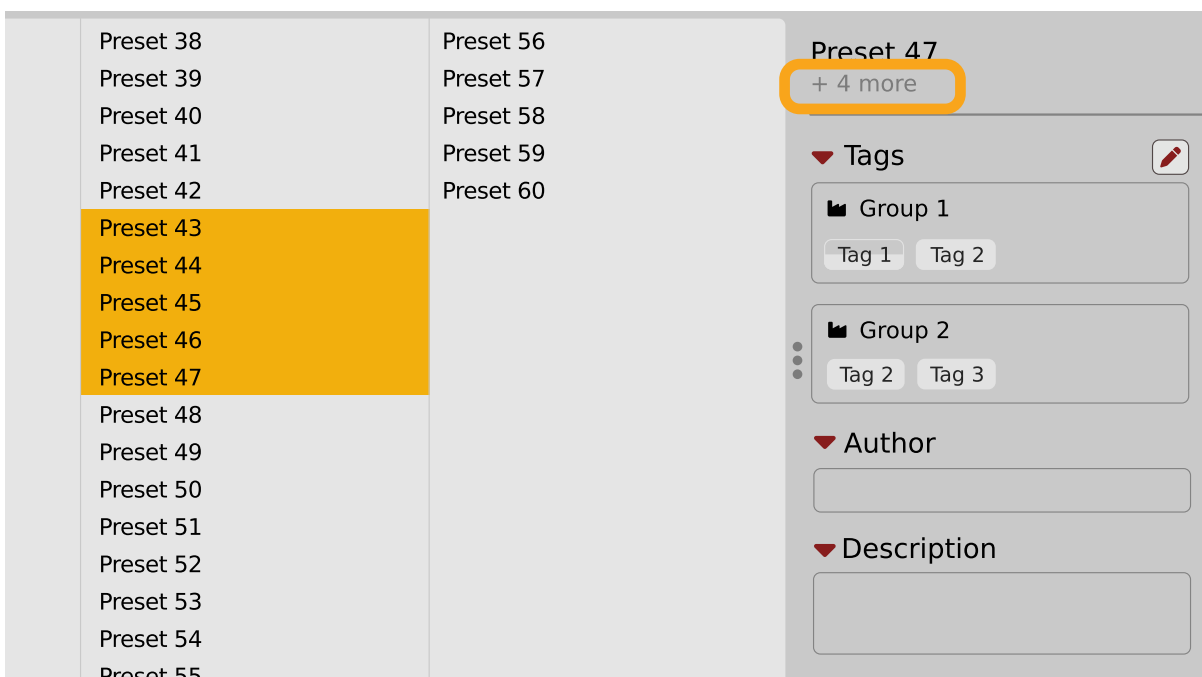 Preset 38
Preset 39
Preset 40
Preset 41
Preset 42
Preset 43
Preset 44
Preset 45
Preset 46
Preset 47
Preset 48
Preset 49
Preset 50
Preset 51
Preset 52
Preset 53
Preset 54
Preset 55
Preset 56
Preset 57
Preset 58
Preset 59
Preset 60
Preset 47
+ 4 more
Tags
Group 1
Tag 1 Tag 2
Group 2
Tag 2 Tag 3
Author
Description